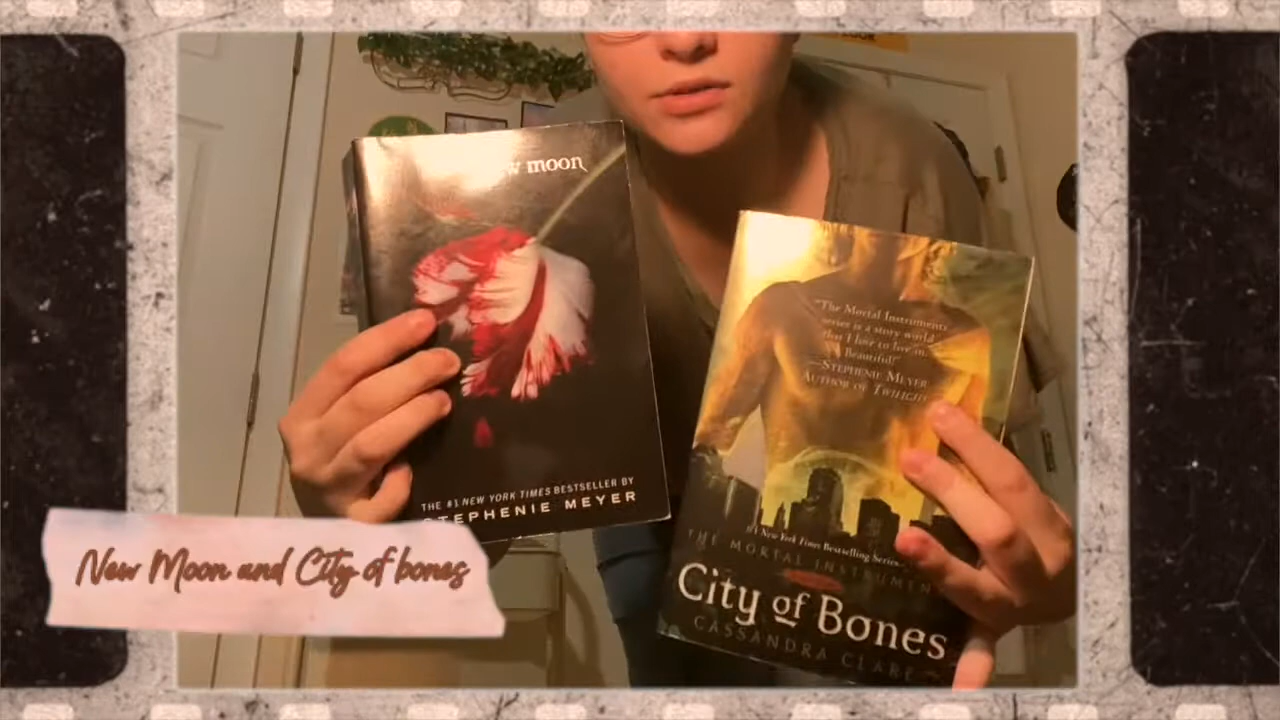 moon
THE #1 NEW YORK TIMES BESTSELLER BY
STEPHENIE MEYER
"The Mortal Instruments
series is a story world
that I love to live in.
Beautiful!"
—STEPHENIE MEYER
AUTHOR OF TWILIGHT
#1 New York Times Bestselling Series
THE MORTAL INSTRUMEN
City of Bones
CASSANDRA CLARE
New Moon and City of bones